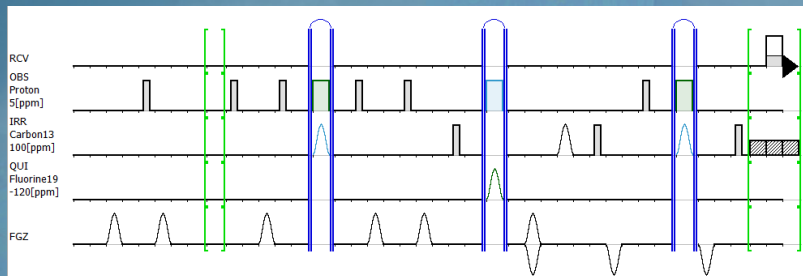 RCV
OBS
Proton
5[ppm]
IRR
Carbon13
100[ppm]
QUI
Fluorine19
-120[ppm]
FGZ